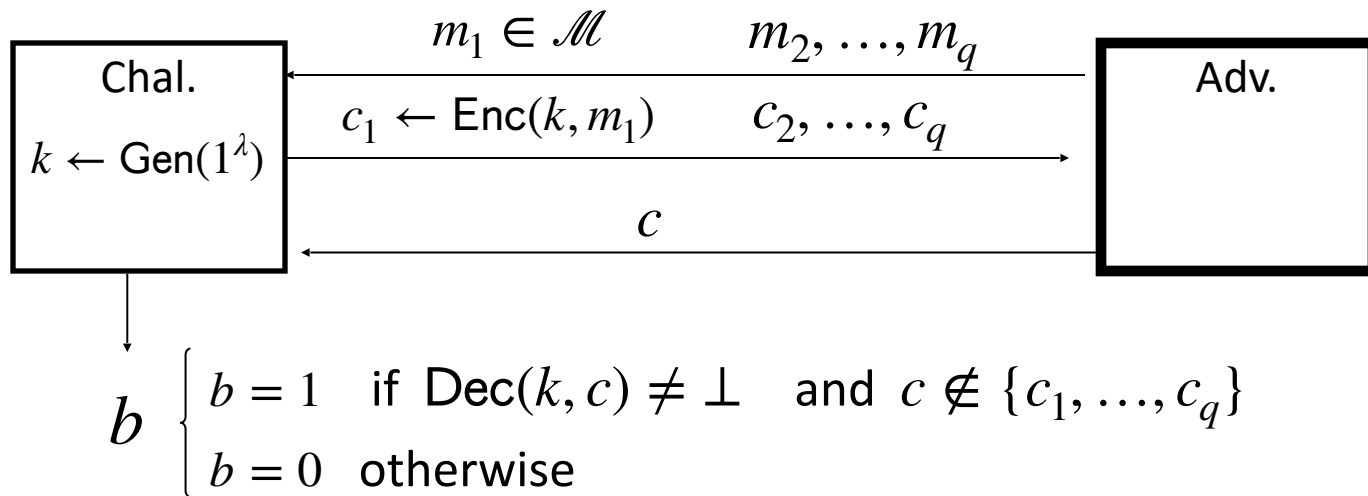 m₁ ∈ ℳ m₂, …, m_q
Chal. Adv.
c₁ ← Enc(k, m₁) c₂, …, c_q
k ← Gen(1^λ)
c
b = 1 if Dec(k, c) ≠ ⊥ and c ∉ {c₁, …, c_q}
b
b = 0 otherwise